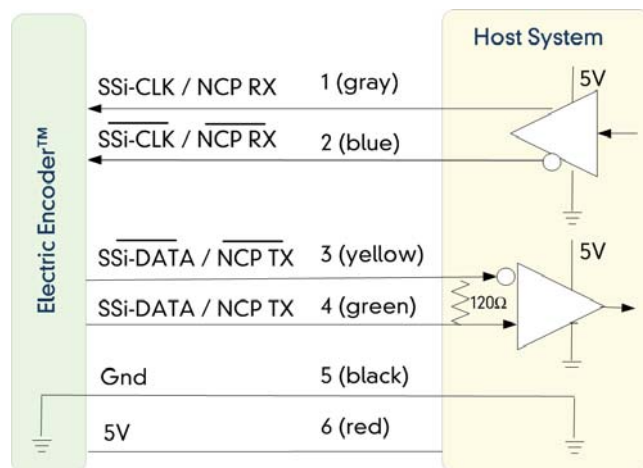 Host System
Electric Encoder™
SSi-CLK / NCP RX 1 (gray)
5V
SSi-CLK / NCP RX 2 (blue)
SSi-DATA / NCP TX 3 (yellow)
5V
SSi-DATA / NCP TX 4 (green)
120Ω
Gnd 5 (black)
5V 6 (red)